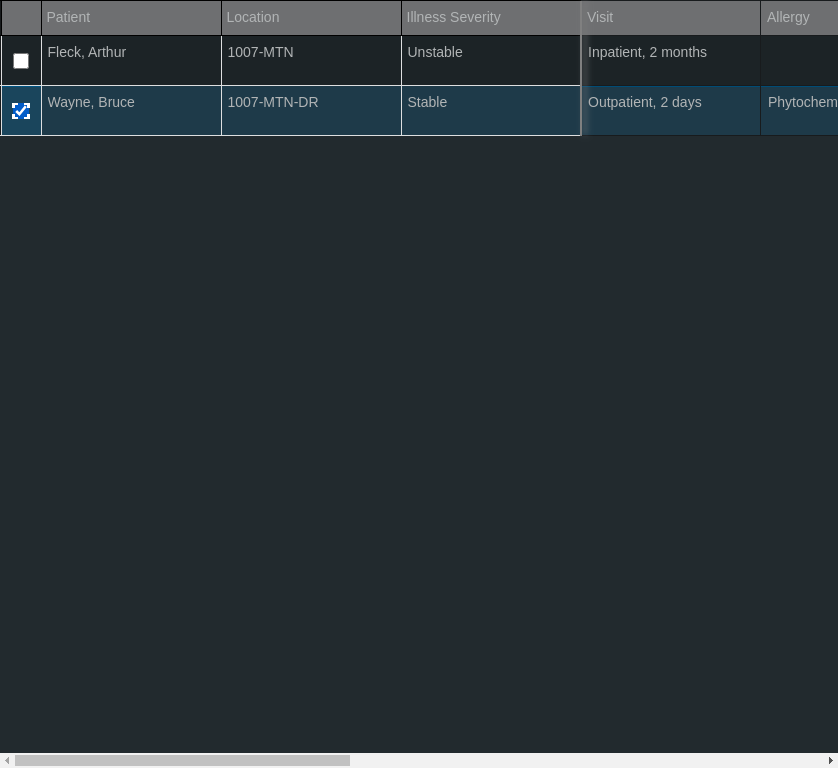 Patient Location Illness Severity Visit Allergy
Fleck, Arthur 1007-MTN Unstable Inpatient, 2 months
Wayne, Bruce 1007-MTN-DR Stable Outpatient, 2 days Phytochem